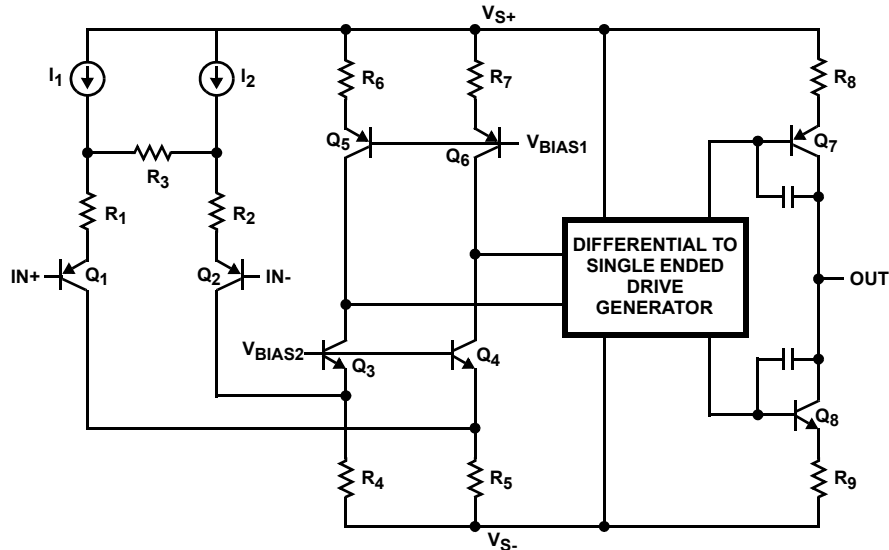 VS+
I1
I2
R6
R7
R8
Q5
Q6
VBIAS1
Q7
R3
R1
R2
DIFFERENTIAL TO
SINGLE ENDED
DRIVE
GENERATOR
IN+
Q1
Q2
IN-
OUT
VBIAS2
Q3
Q4
Q8
R4
R5
R9
VS-